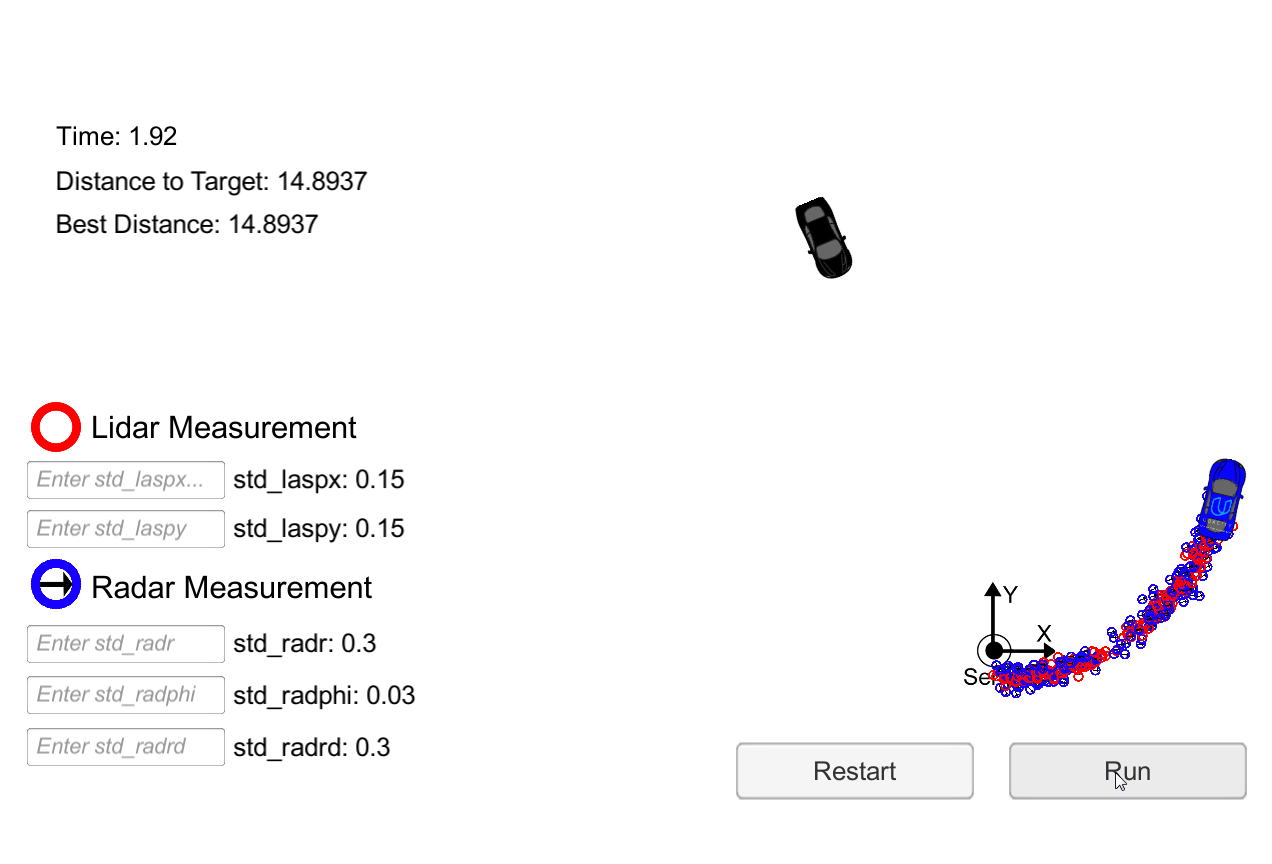 Time: 1.92
Distance to Target: 14.8937
Best Distance: 14.8937
Lidar Measurement
Enter std_laspx... std_laspx: 0.15
Enter std_laspy std_laspy: 0.15
Radar Measurement
Enter std_radr std_radr: 0.3
Enter std_radphi std_radphi: 0.03
Enter std_radrd std_radrd: 0.3
Y
X
Restart
Run